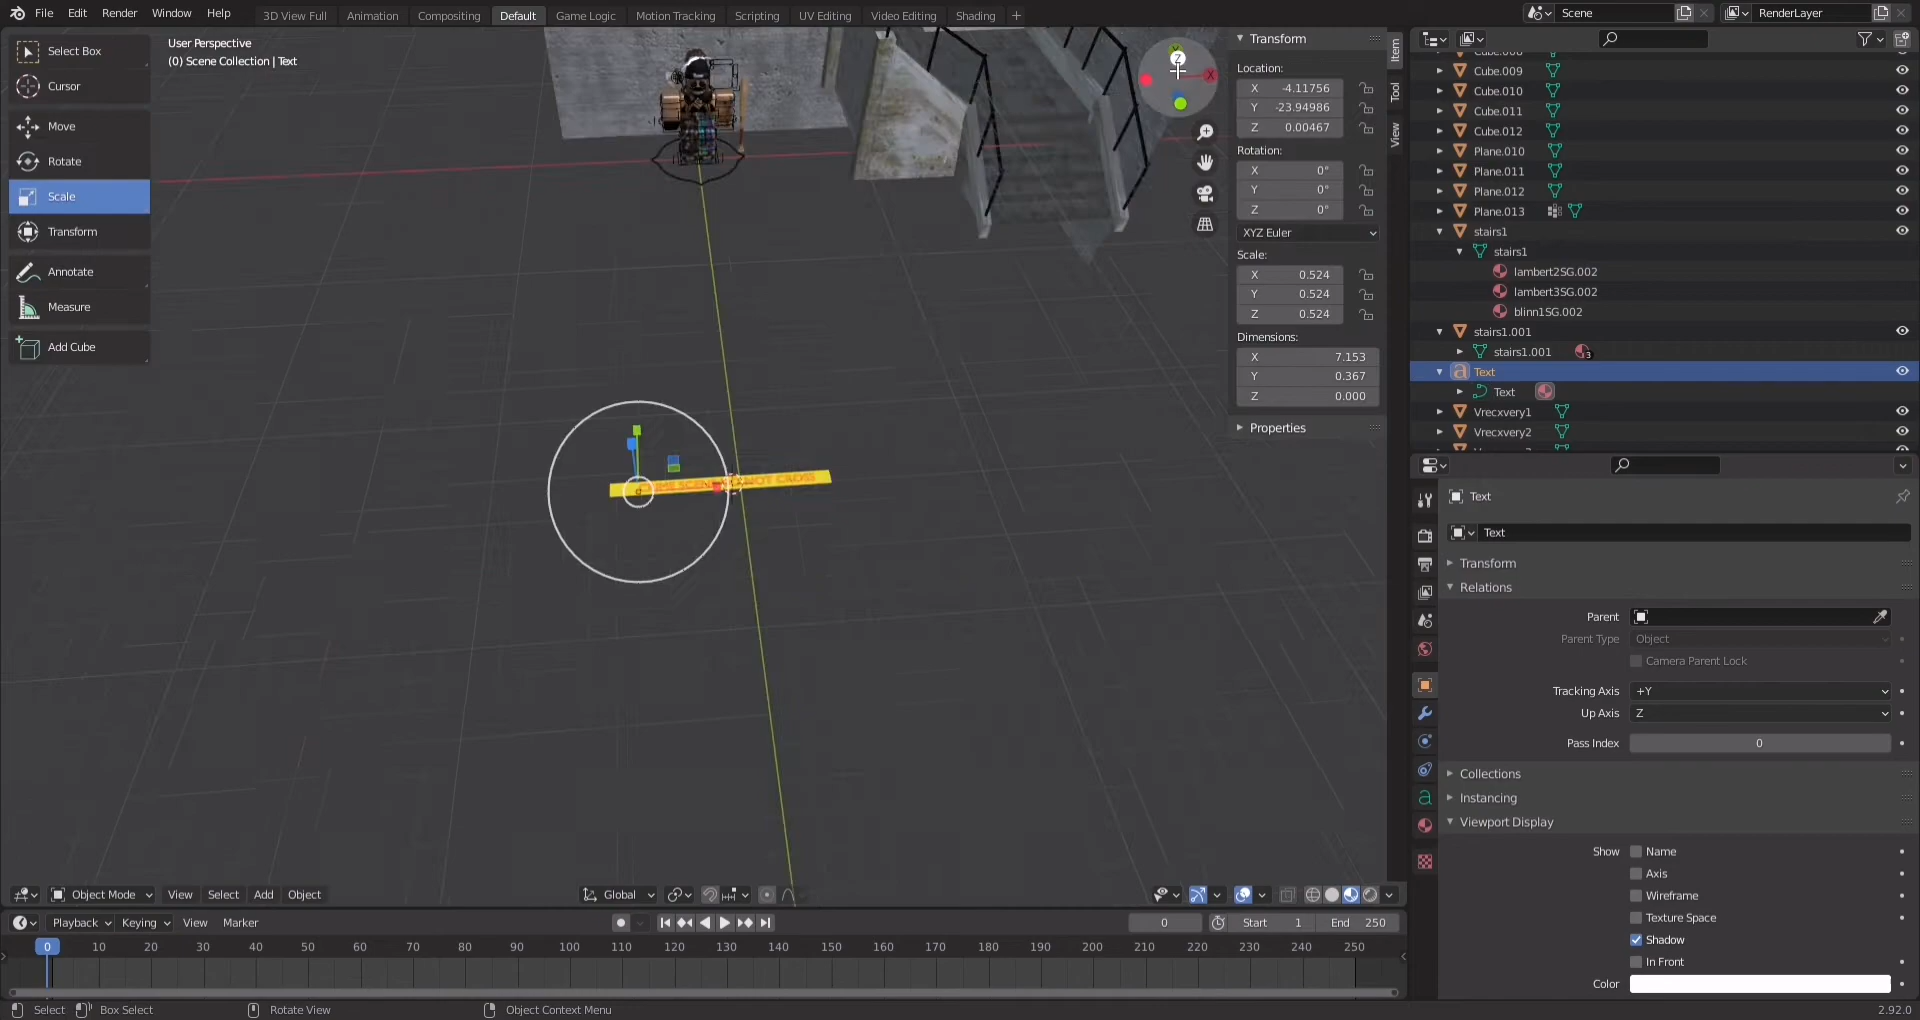 File Edit Render Window Help 3D View Full Animation Compositing Default Game Logic Motion Tracking Scripting UV Editing Video Editing Shading + Scene RenderLayer
Select Box
Cursor
Move
Rotate
Scale
Transform
Annotate
Measure
Add Cube
User Perspective
(0) Scene Collection | Text
Z
X
Transform
Location:
X -4.11756
Y -23.94986
Z 0.00467
Rotation:
X 0°
Y 0°
Z 0°
XYZ Euler
Scale:
X 0.524
Y 0.524
Z 0.524
Dimensions:
X 7.153
Y 0.367
Z 0.000
Properties
Item
Tool
View
NOT CROSS
Cube.009
Cube.010
Cube.011
Cube.012
Plane.010
Plane.011
Plane.012
Plane.013
stairs1
stairs1
lambert2SG.002
lambert3SG.002
blinn1SG.002
stairs1.001
stairs1.001 3
Text
Text
Vrecxvery1
Vrecxvery2
Text
Text
Transform
Relations
Parent
Parent Type Object
Camera Parent Lock
Tracking Axis +Y
Up Axis Z
Pass Index 0
Collections
Instancing
Viewport Display
Show Name
Axis
Wireframe
Texture Space
Shadow
In Front
Color
Object Mode View Select Add Object Global
Playback Keying View Marker 0 Start 1 End 250
0 10 20 30 40 50 60 70 80 90 100 110 120 130 140 150 160 170 180 190 200 210 220 230 240 250
Select Box Select Rotate View Object Context Menu 2.92.0